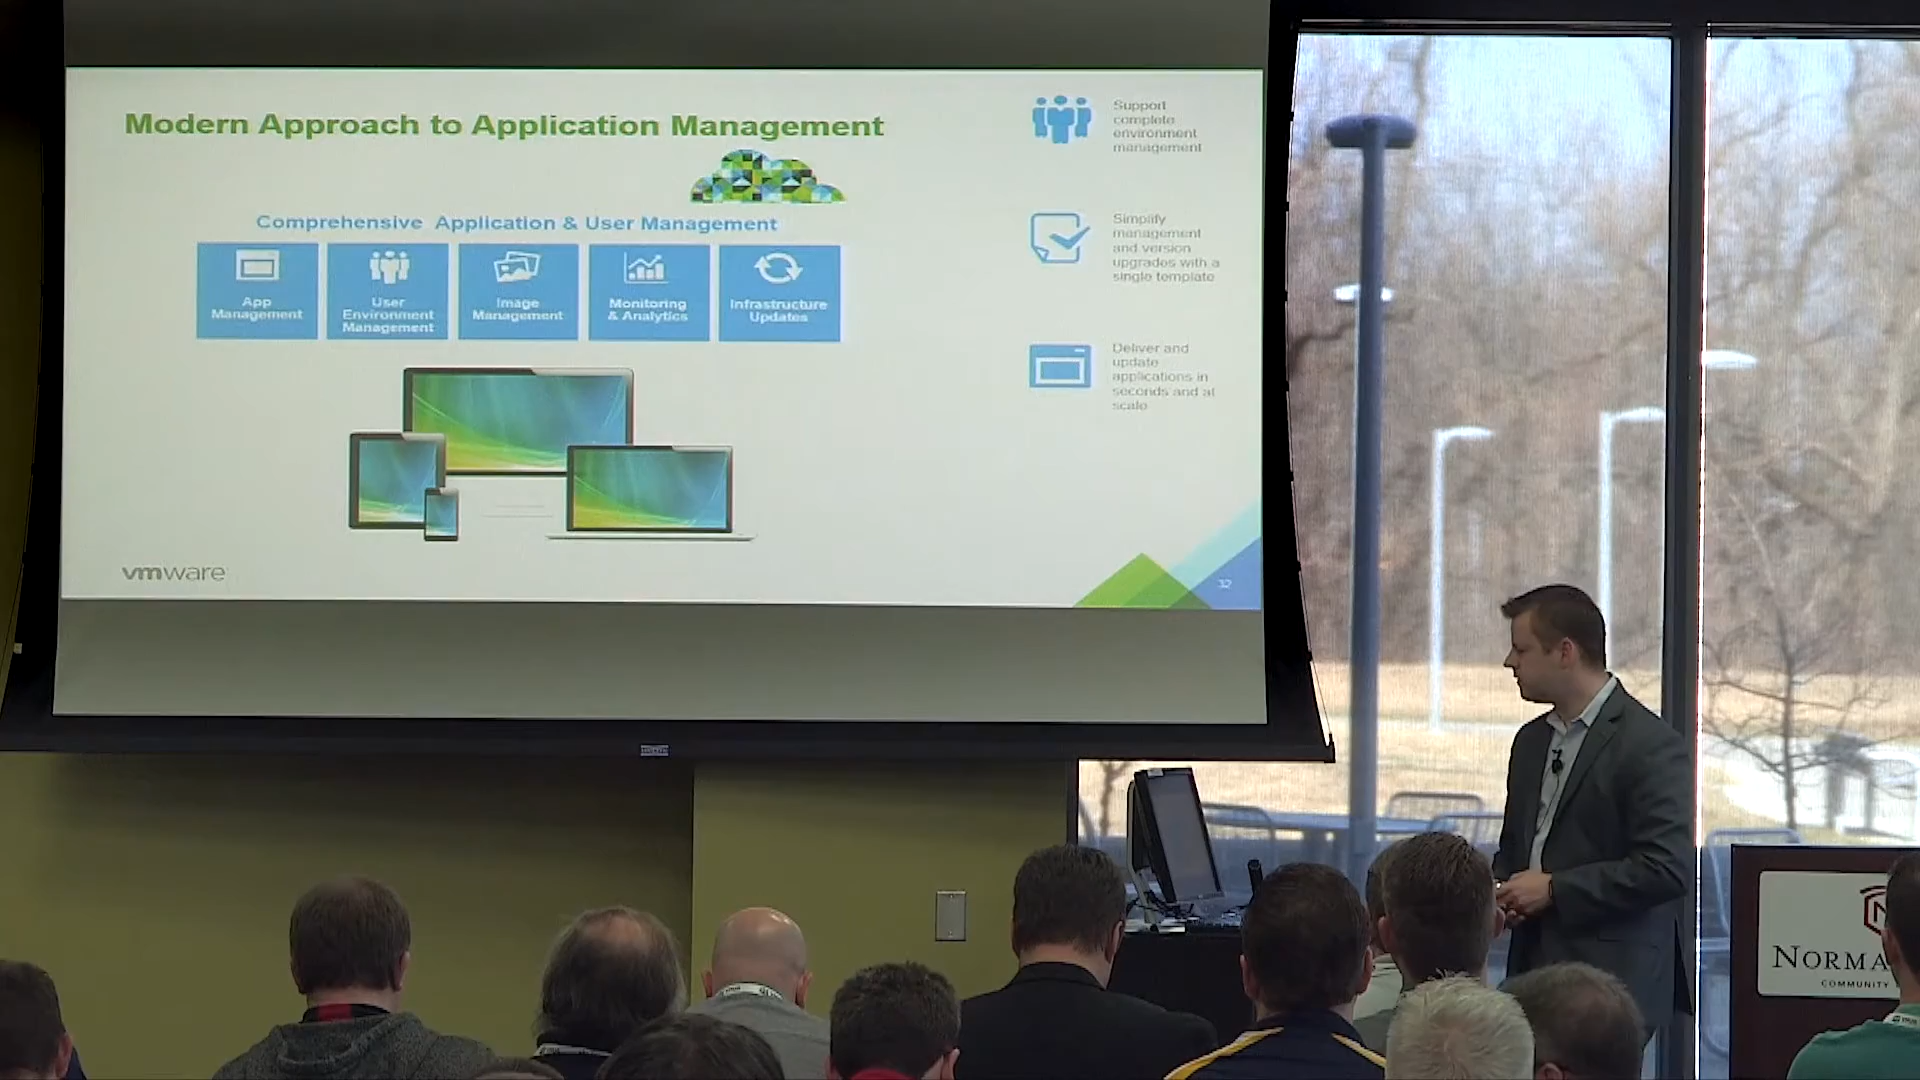 Modern Approach to Application Management
Comprehensive Application & User Management
App
Management
User
Environment
Management
Image
Management
Monitoring
& Analytics
Infrastructure
Updates
Support
complete
environment
management
Simplify
management
and version
upgrades with a
single template
Deliver and
update
applications in
seconds and at
scale
vmware
32
NORMA
COMMUNITY